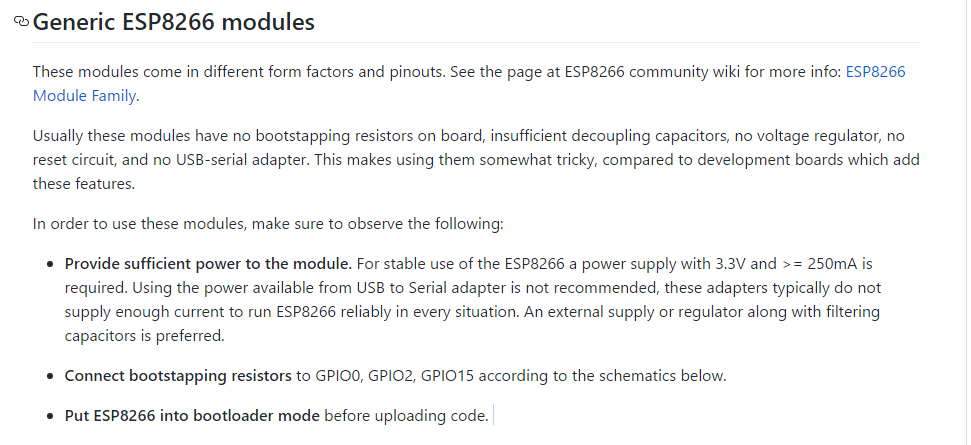 Generic ESP8266 modules
These modules come in different form factors and pinouts. See the page at ESP8266 community wiki for more info: ESP8266
Module Family.
Usually these modules have no bootstapping resistors on board, insufficient decoupling capacitors, no voltage regulator, no
reset circuit, and no USB-serial adapter. This makes using them somewhat tricky, compared to development boards which add
these features.
In order to use these modules, make sure to observe the following:
• Provide sufficient power to the module. For stable use of the ESP8266 a power supply with 3.3V and >= 250mA is
required. Using the power available from USB to Serial adapter is not recommended, these adapters typically do not
supply enough current to run ESP8266 reliably in every situation. An external supply or regulator along with filtering
capacitors is preferred.
• Connect bootstapping resistors to GPIO0, GPIO2, GPIO15 according to the schematics below.
• Put ESP8266 into bootloader mode before uploading code.